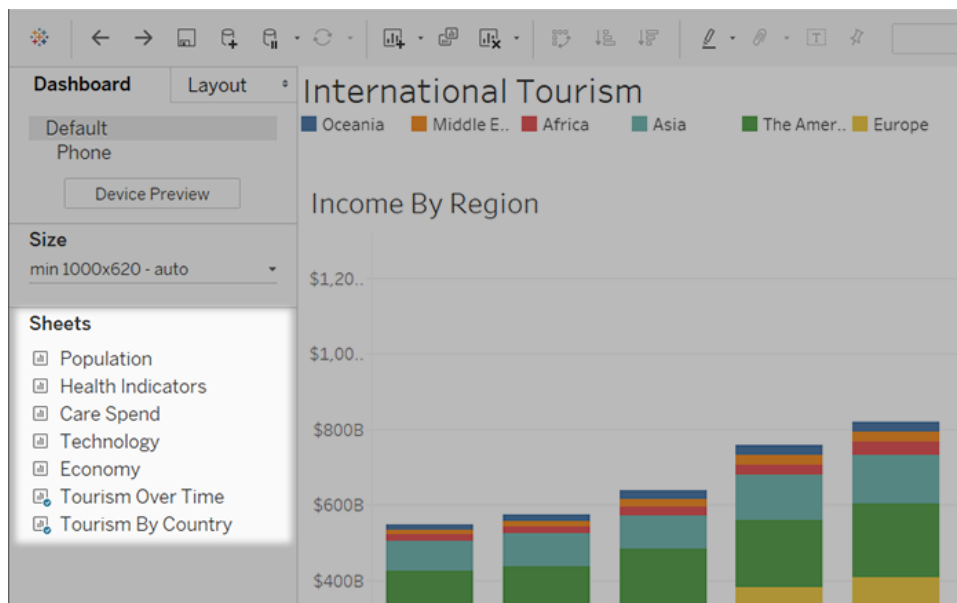 Dashboard
Layout
Default
Phone
Device Preview
Size
min 1000x620 - auto
Sheets
Population
Health Indicators
Care Spend
Technology
Economy
Tourism Over Time
Tourism By Country
International Tourism
Oceania Middle E.. Africa Asia The Amer.. Europe
Income By Region
$1,20..
$1,00..
$800B
$600B
$400B